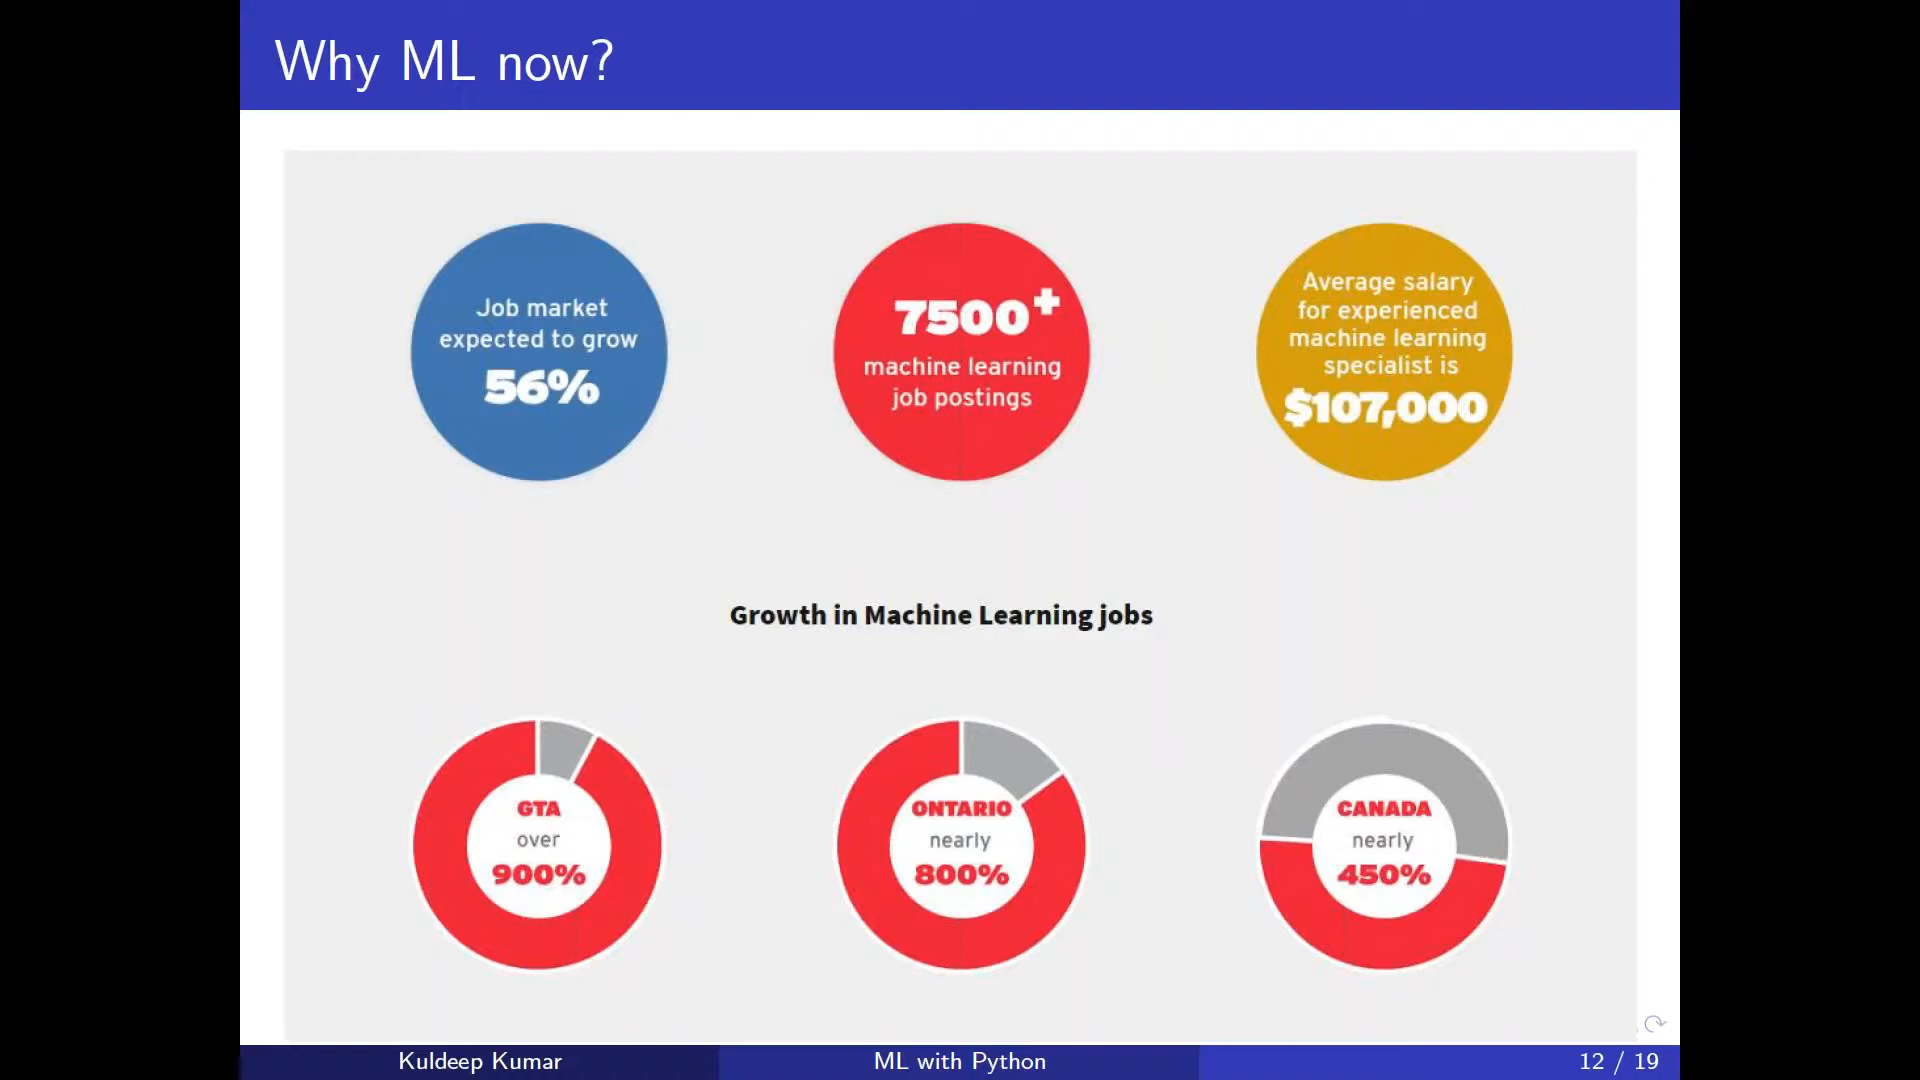 Why ML now?
Job market
expected to grow
56%
7500+
machine learning
job postings
Average salary
for experienced
machine learning
specialist is
$107,000
Growth in Machine Learning jobs
GTA
over
900%
ONTARIO
nearly
800%
CANADA
nearly
450%
Kuldeep Kumar
ML with Python
12 / 19